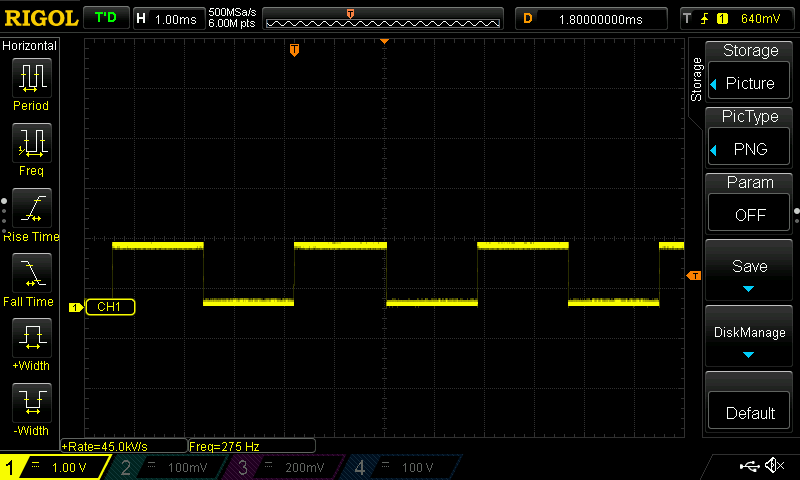 RIGOL T'D H 1.00ms 500MSa/s 6.00M pts T D 1.80000000ms T 1 640mV
Horizontal
Period
Freq
Rise Time
Fall Time
+Width
-Width
T
1 CH1
T
Storage
Storage
Picture
PicType
PNG
Param
OFF
Save
DiskManage
Default
+Rate=45.0kV/s Freq=275 Hz
1 1.00 V 2 100mV 3 200mV 4 100 V